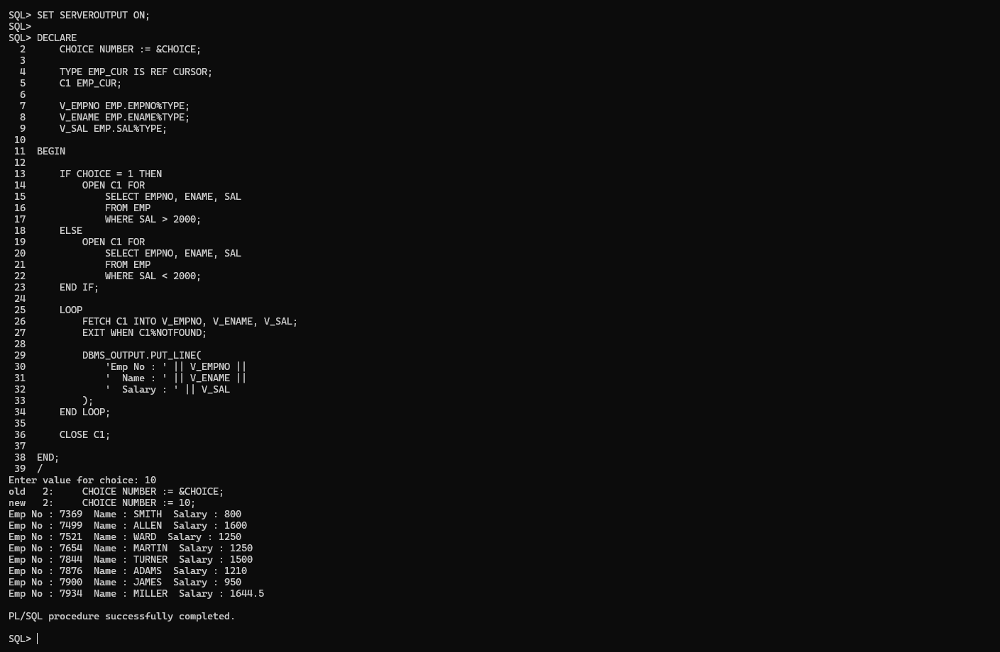 SQL> SET SERVEROUTPUT ON;
SQL>
SQL> DECLARE
  2      CHOICE NUMBER := &CHOICE;
  3
  4      TYPE EMP_CUR IS REF CURSOR;
  5      C1 EMP_CUR;
  6
  7      V_EMPNO EMP.EMPNO%TYPE;
  8      V_ENAME EMP.ENAME%TYPE;
  9      V_SAL EMP.SAL%TYPE;
 10
 11  BEGIN
 12
 13      IF CHOICE = 1 THEN
 14          OPEN C1 FOR
 15              SELECT EMPNO, ENAME, SAL
 16              FROM EMP
 17              WHERE SAL > 2000;
 18      ELSE
 19          OPEN C1 FOR
 20              SELECT EMPNO, ENAME, SAL
 21              FROM EMP
 22              WHERE SAL < 2000;
 23      END IF;
 24
 25      LOOP
 26          FETCH C1 INTO V_EMPNO, V_ENAME, V_SAL;
 27          EXIT WHEN C1%NOTFOUND;
 28
 29          DBMS_OUTPUT.PUT_LINE(
 30              'Emp No : ' || V_EMPNO ||
 31              '  Name : ' || V_ENAME ||
 32              '  Salary : ' || V_SAL
 33          );
 34      END LOOP;
 35
 36      CLOSE C1;
 37
 38  END;
 39  /
Enter value for choice: 10
old   2:     CHOICE NUMBER := &CHOICE;
new   2:     CHOICE NUMBER := 10;
Emp No : 7369  Name : SMITH  Salary : 800
Emp No : 7499  Name : ALLEN  Salary : 1600
Emp No : 7521  Name : WARD  Salary : 1250
Emp No : 7654  Name : MARTIN  Salary : 1250
Emp No : 7844  Name : TURNER  Salary : 1500
Emp No : 7876  Name : ADAMS  Salary : 1210
Emp No : 7900  Name : JAMES  Salary : 950
Emp No : 7934  Name : MILLER  Salary : 1644.5

PL/SQL procedure successfully completed.

SQL>